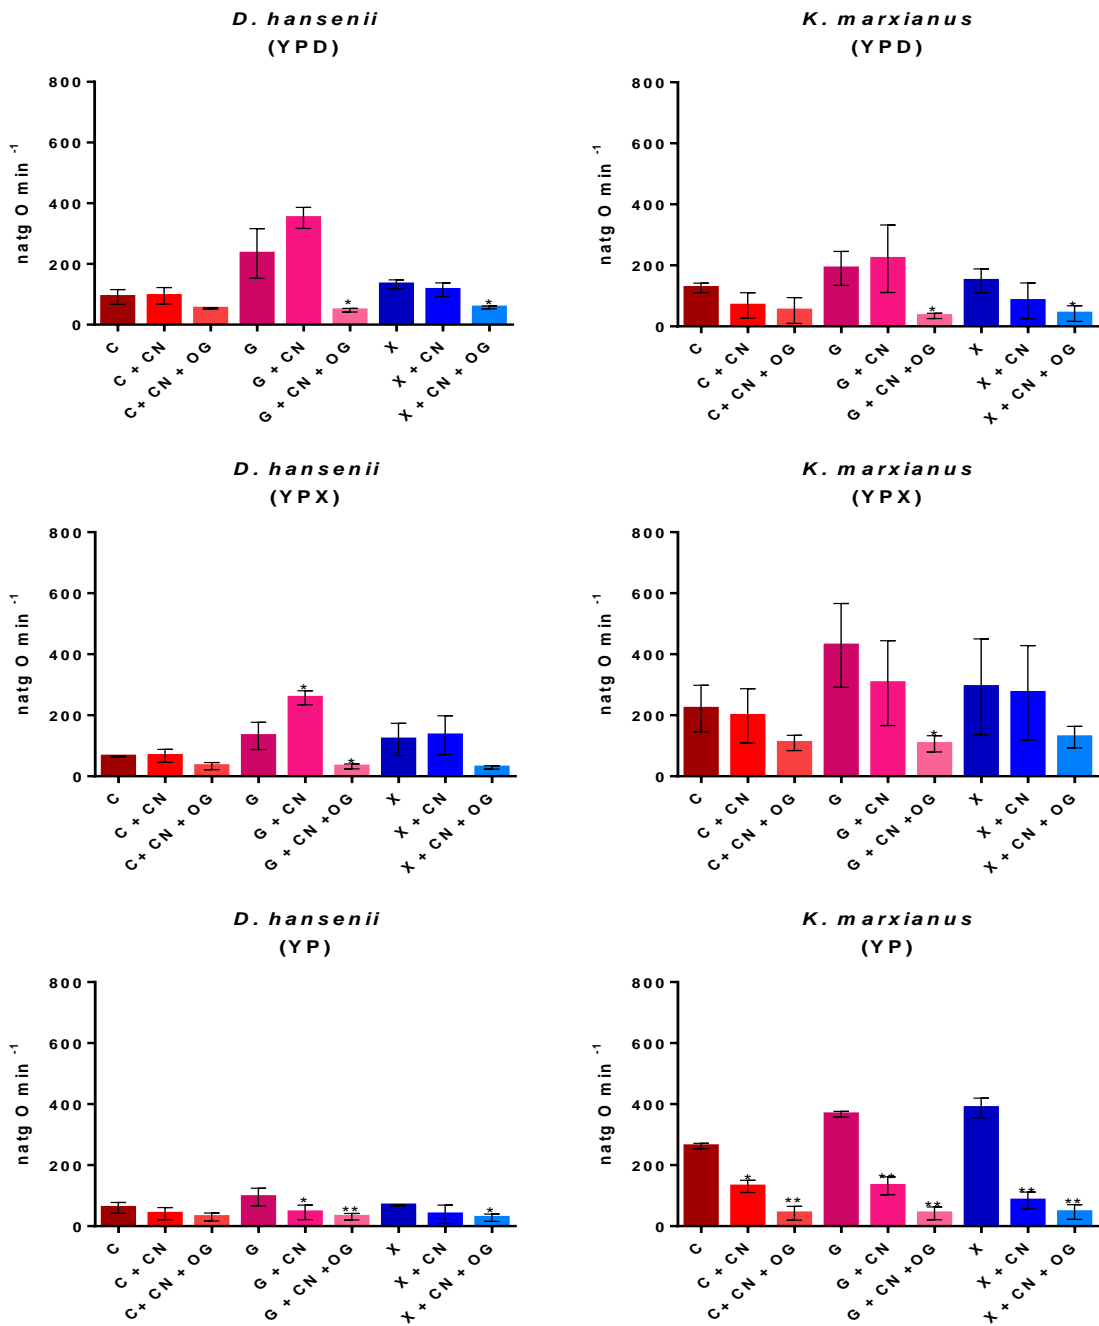 D. hansenii
(YPD)
natg O min -1
800
600
400
200
0
*
*
C
C + CN
C+ CN + OG
G
G + CN
G + CN +OG
X
X + CN
X + CN + OG
K. marxianus
(YPD)
natg O min -1
800
600
400
200
0
*
*
C
C + CN
C+ CN + OG
G
G + CN
G + CN +OG
X
X + CN
X + CN + OG
D. hansenii
(YPX)
natg O min -1
800
600
400
200
0
*
*
C
C + CN
C+ CN + OG
G
G + CN
G + CN +OG
X
X + CN
X + CN + OG
K. marxianus
(YPX)
natg O min -1
800
600
400
200
0
*
C
C + CN
C+ CN + OG
G
G + CN
G + CN +OG
X
X + CN
X + CN + OG
D. hansenii
(YP)
natg O min -1
800
600
400
200
0
*
**
*
C
C + CN
C+ CN + OG
G
G + CN
G + CN +OG
X
X + CN
X + CN + OG
K. marxianus
(YP)
natg O min -1
800
600
400
200
0
*
**
**
**
**
**
C
C + CN
C+ CN + OG
G
G + CN
G + CN +OG
X
X + CN
X + CN + OG